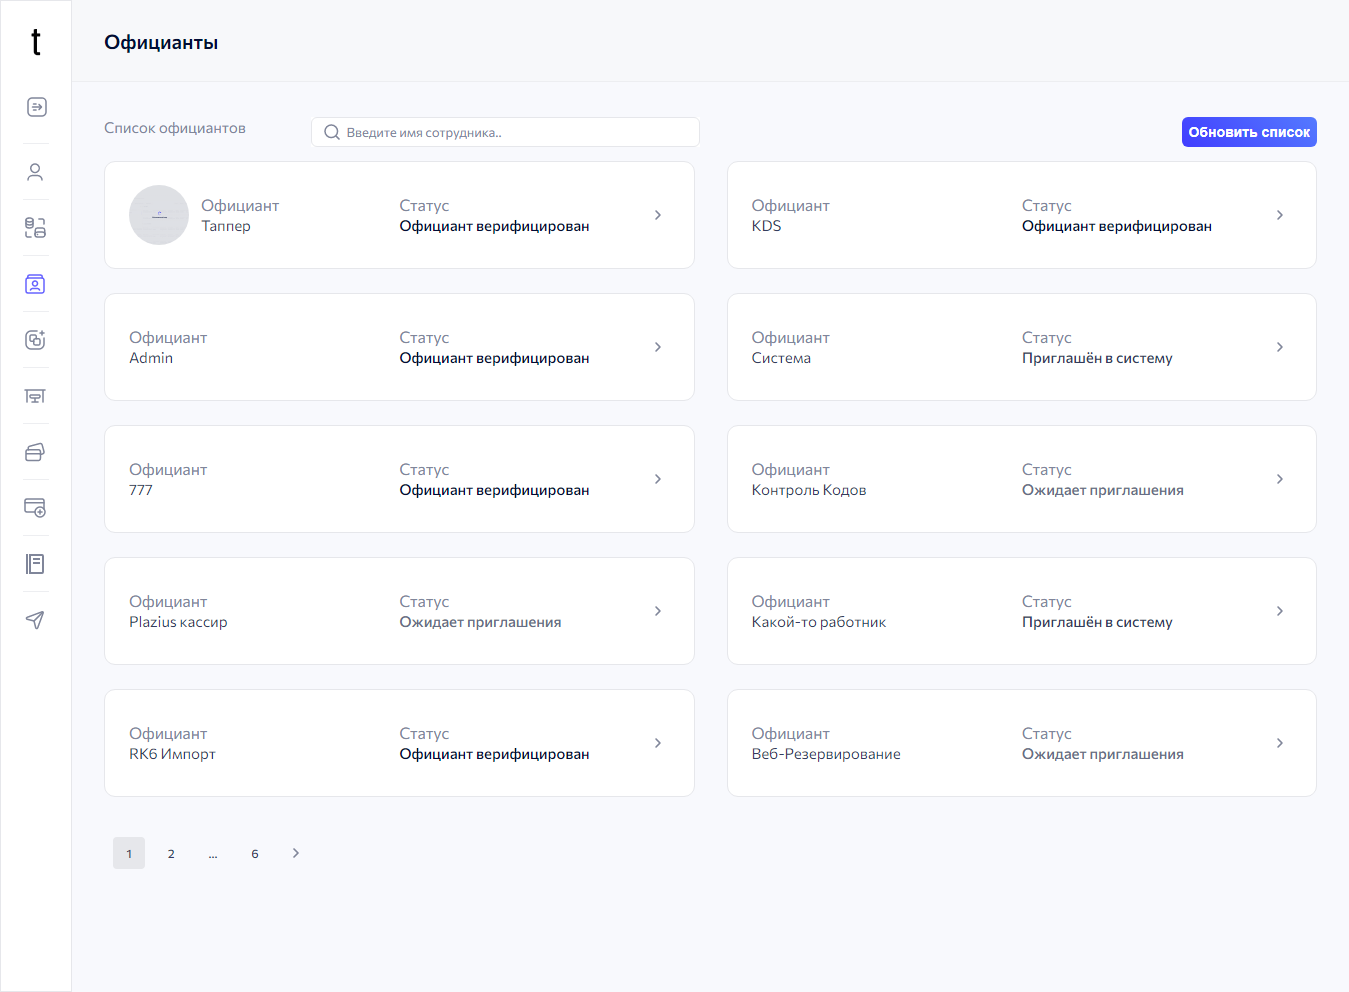 t
Официанты
Список официантов
Введите имя сотрудника..
Обновить список
Официант
Таппер
Статус
Официант верифицирован
Официант
KDS
Статус
Официант верифицирован
Официант
Admin
Статус
Официант верифицирован
Официант
Система
Статус
Приглашён в систему
Официант
777
Статус
Официант верифицирован
Официант
Контроль Кодов
Статус
Ожидает приглашения
Официант
Plazius кассир
Статус
Ожидает приглашения
Официант
Какой-то работник
Статус
Приглашён в систему
Официант
RK6 Импорт
Статус
Официант верифицирован
Официант
Веб-Резервирование
Статус
Ожидает приглашения
1 2 ... 6